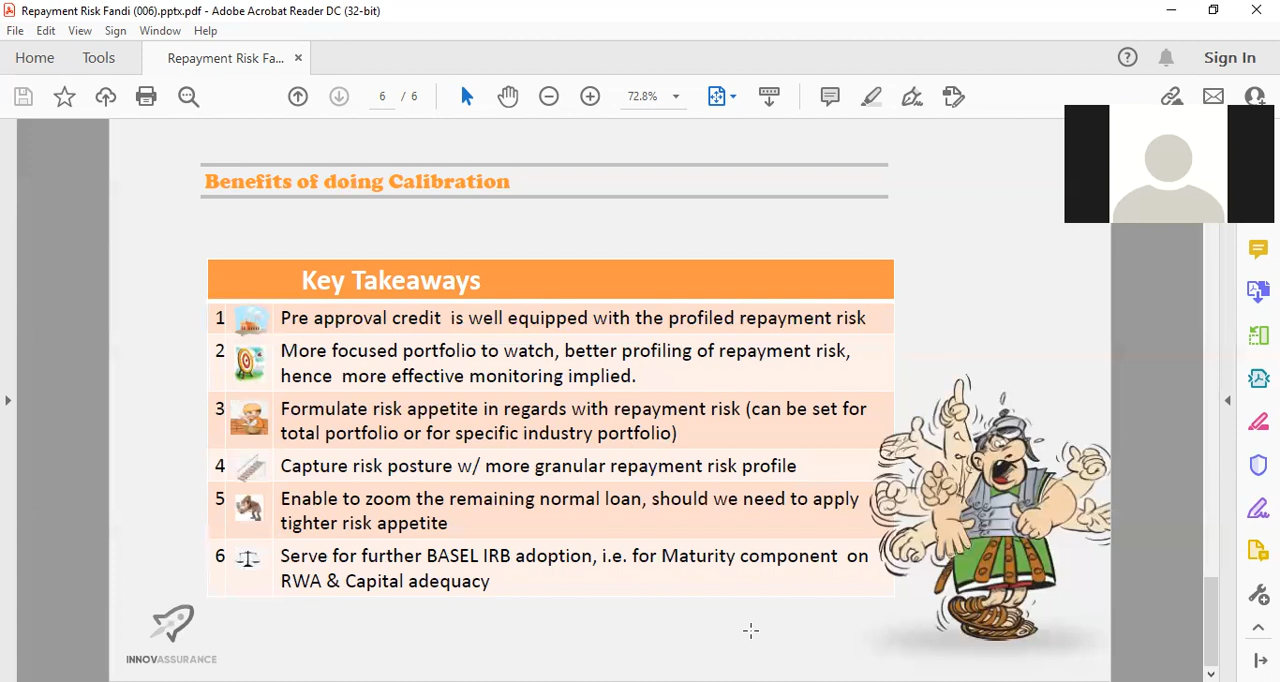 Repayment Risk Fandi (006).pptx.pdf - Adobe Acrobat Reader DC (32-bit)
File Edit View Sign Window Help
Home Tools Repayment Risk Fa... × Sign In
6 / 6 72.8%
Benefits of doing Calibration
Key Takeaways
1 Pre approval credit is well equipped with the profiled repayment risk
2 More focused portfolio to watch, better profiling of repayment risk,
hence more effective monitoring implied.
3 Formulate risk appetite in regards with repayment risk (can be set for
total portfolio or for specific industry portfolio)
4 Capture risk posture w/ more granular repayment risk profile
5 Enable to zoom the remaining normal loan, should we need to apply
tighter risk appetite
6 Serve for further BASEL IRB adoption, i.e. for Maturity component on
RWA & Capital adequacy
INNOVASSURANCE